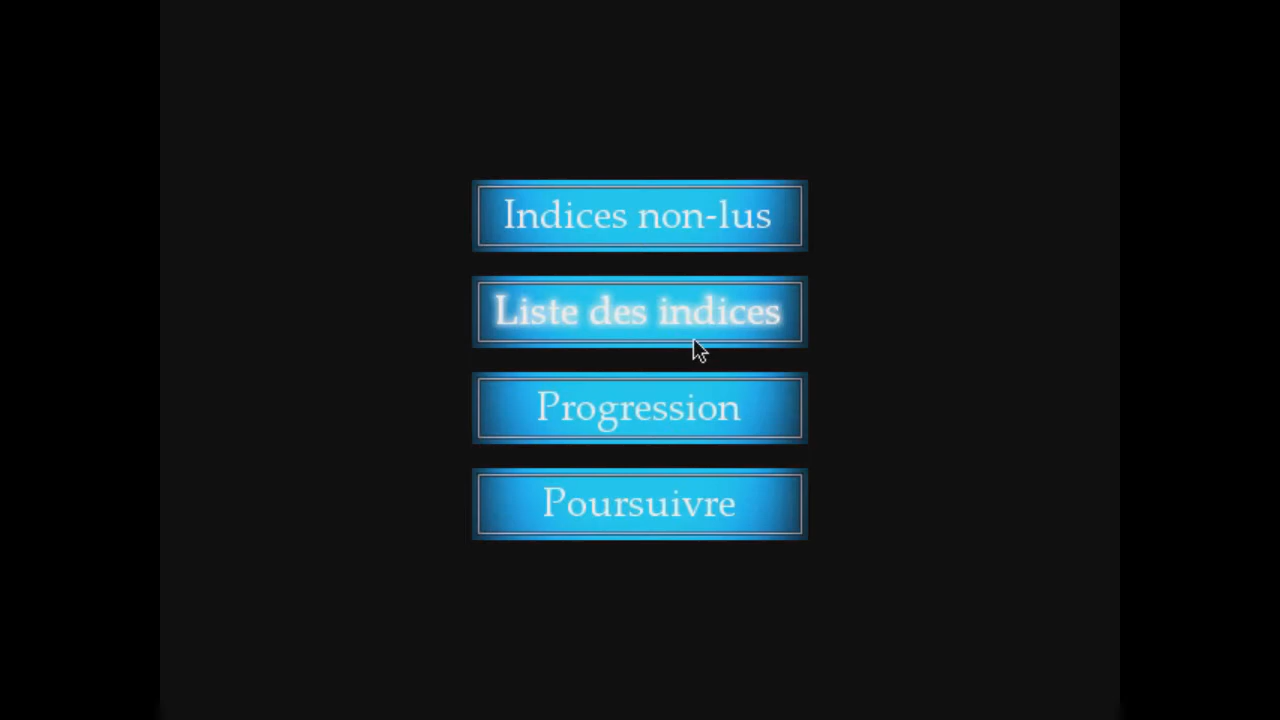 Indices non-lus
Liste des indices
Progression
Poursuivre